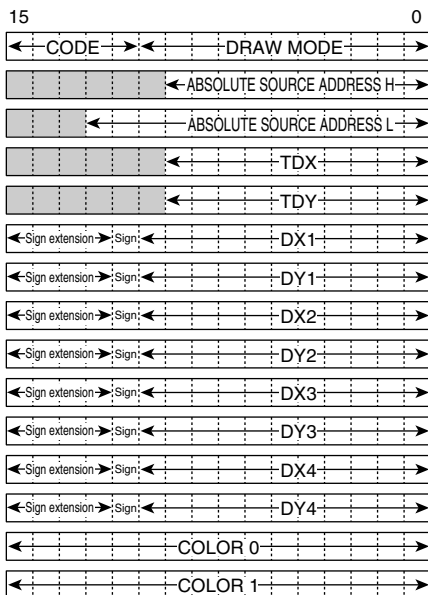 15 0
CODE DRAW MODE
ABSOLUTE SOURCE ADDRESS H
ABSOLUTE SOURCE ADDRESS L
TDX
TDY
Sign extension Sign DX1
Sign extension Sign DY1
Sign extension Sign DX2
Sign extension Sign DY2
Sign extension Sign DX3
Sign extension Sign DY3
Sign extension Sign DX4
Sign extension Sign DY4
COLOR 0
COLOR 1